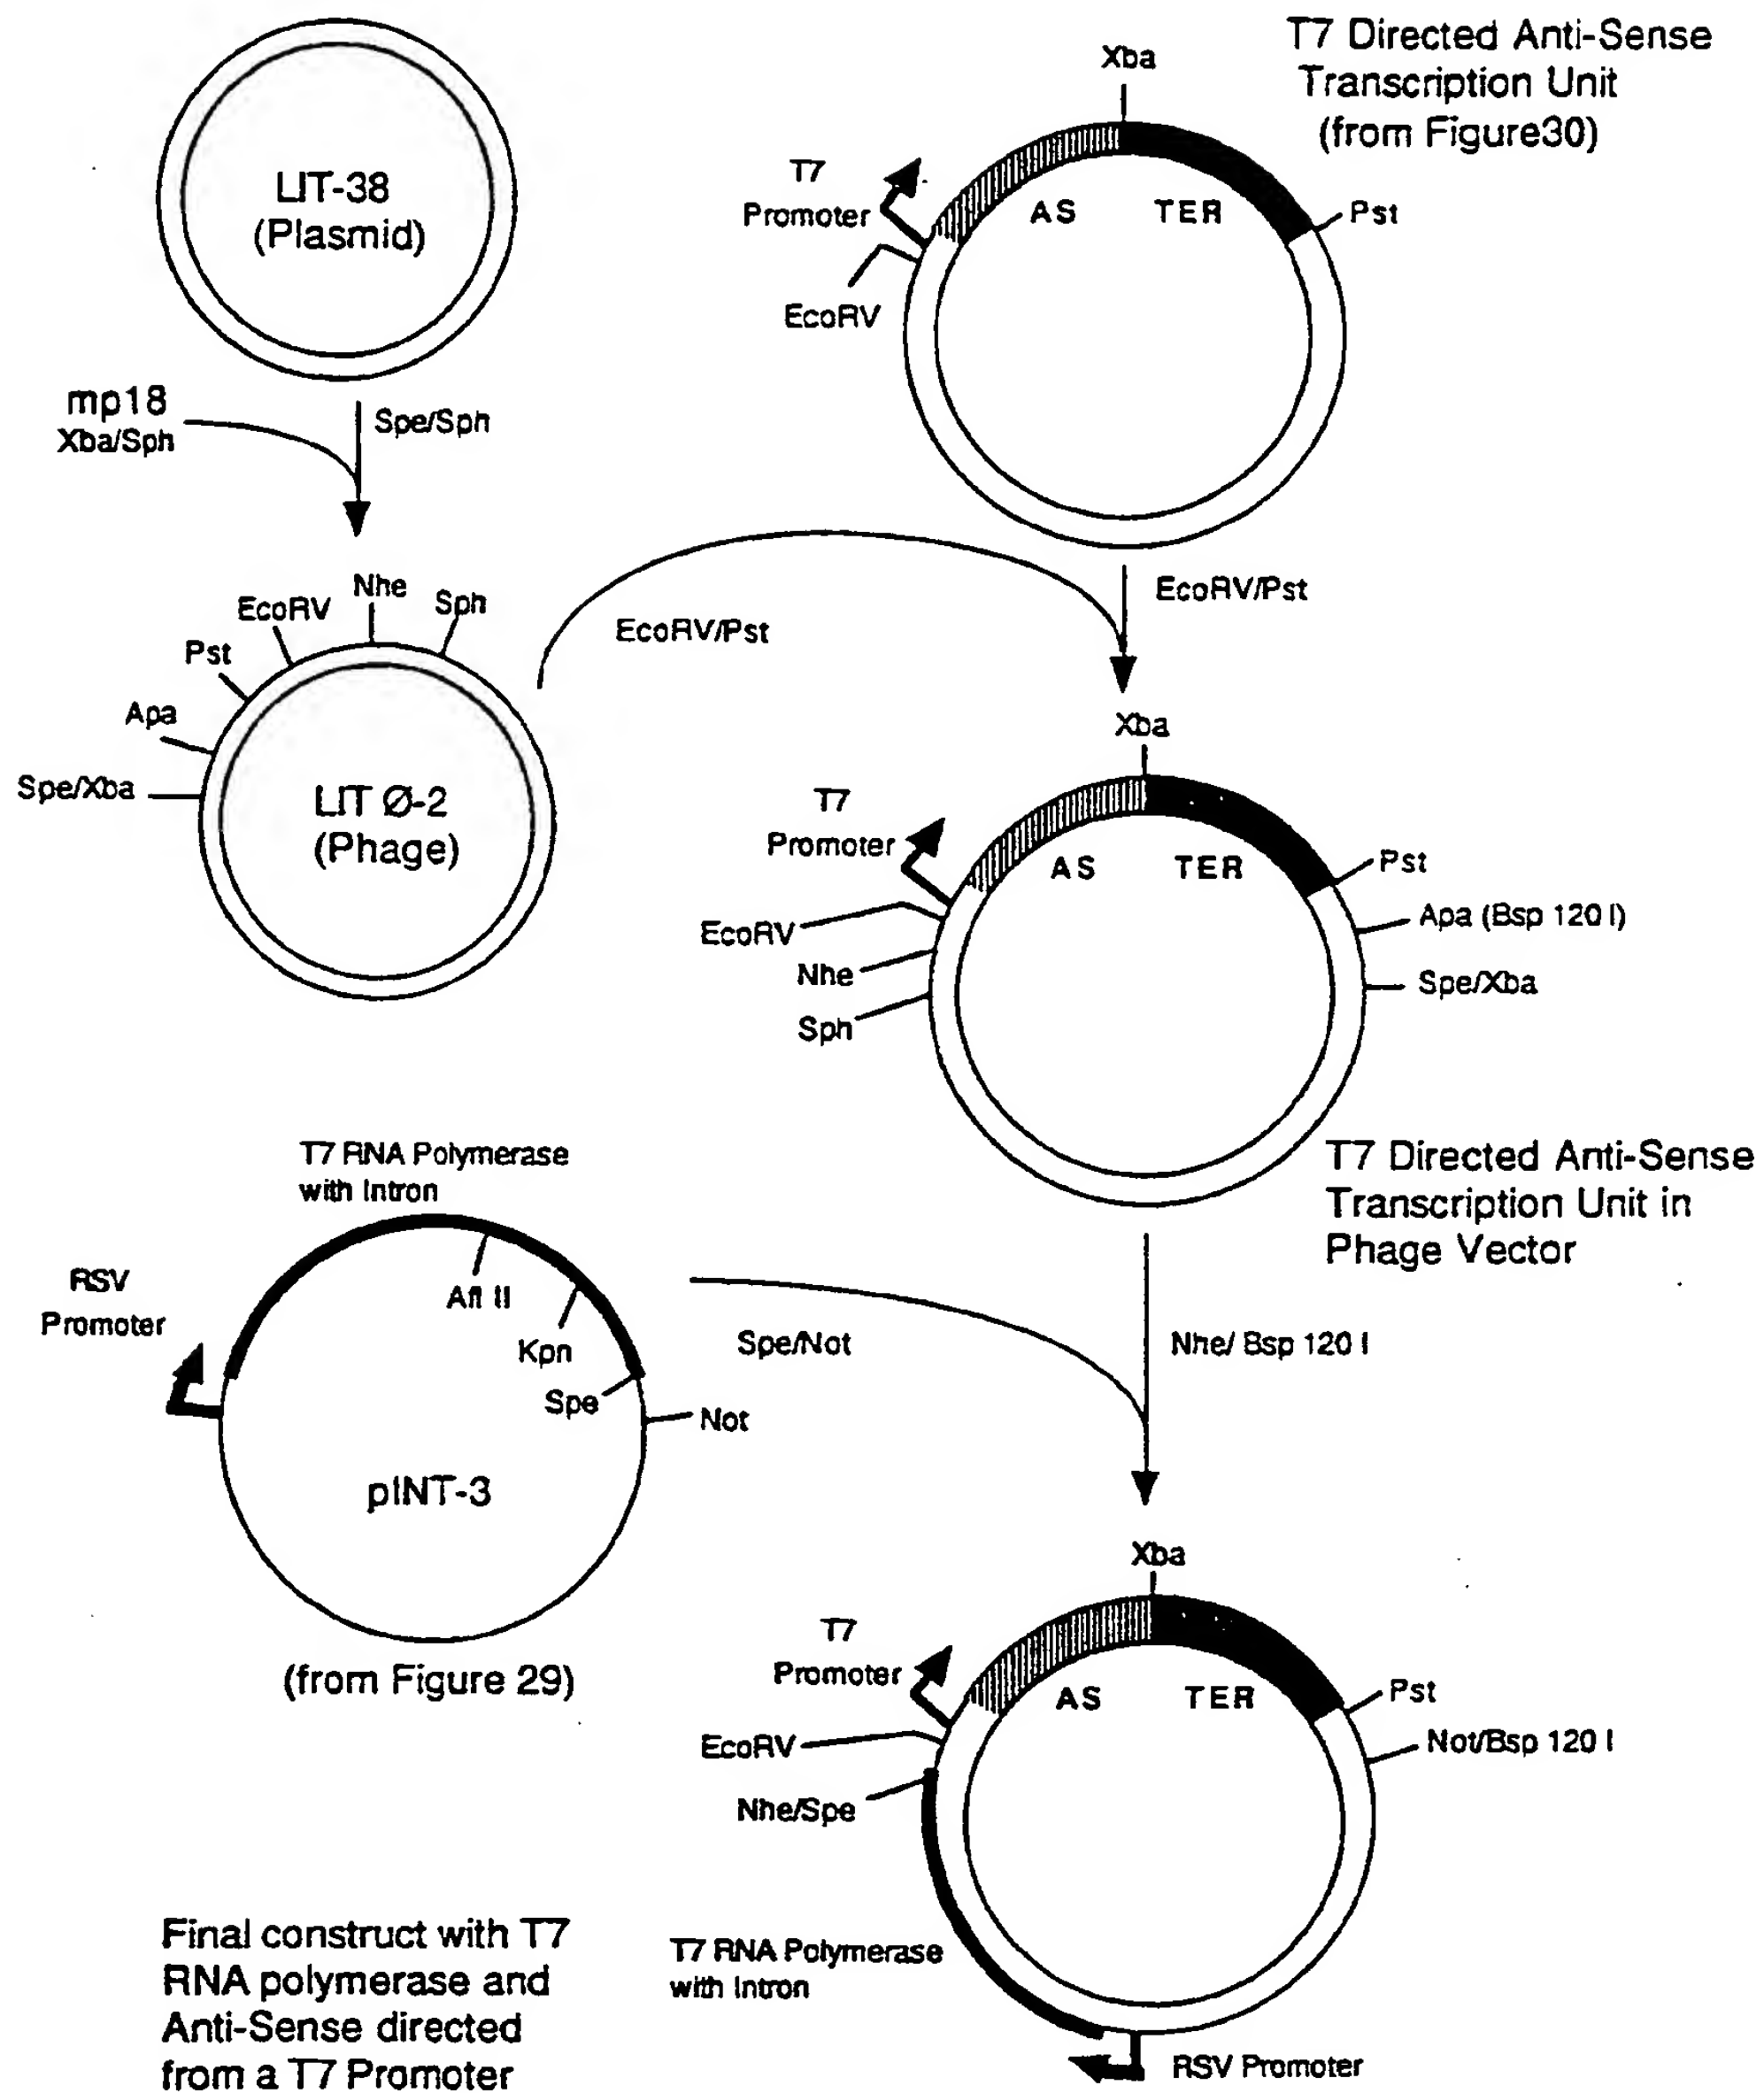 T7 Directed Anti-Sense
Transcription Unit
(from Figure30)
LIT-38
(Plasmid)
mp18
Xba/Sph
Spe/Sph
Xba
T7
Promoter
AS
TER
Pst
EcoRV
EcoRV/Pst
EcoRV/Pst
Nhe
Sph
EcoRV
Pst
Apa
Spe/Xba
LIT Ø-2
(Phage)
Xba
T7
Promoter
AS
TER
Pst
Apa (Bsp 120 I)
Spe/Xba
EcoRV
Nhe
Sph
T7 Directed Anti-Sense
Transcription Unit in
Phage Vector
T7 RNA Polymerase
with Intron
RSV
Promoter
Afl II
Kpn
Spe
Not
pINT-3
(from Figure 29)
Spe/Not
Nhe/ Bsp 120 I
Xba
T7
Promoter
AS
TER
Pst
Not/Bsp 120 I
EcoRV
Nhe/Spe
T7 RNA Polymerase
with Intron
RSV Promoter
Final construct with T7
RNA polymerase and
Anti-Sense directed
from a T7 Promoter